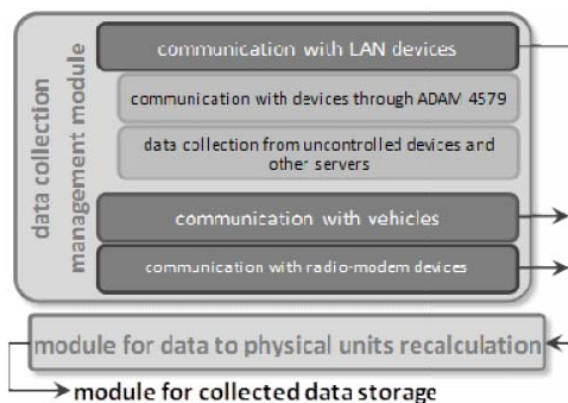 data collection
management module
communication with LAN devices
communication with devices through ADAM 4579
data collection from uncontrolled devices and
other servers
communication with vehicles
communication with radio-modem devices
module for data to physical units recalculation
module for collected data storage